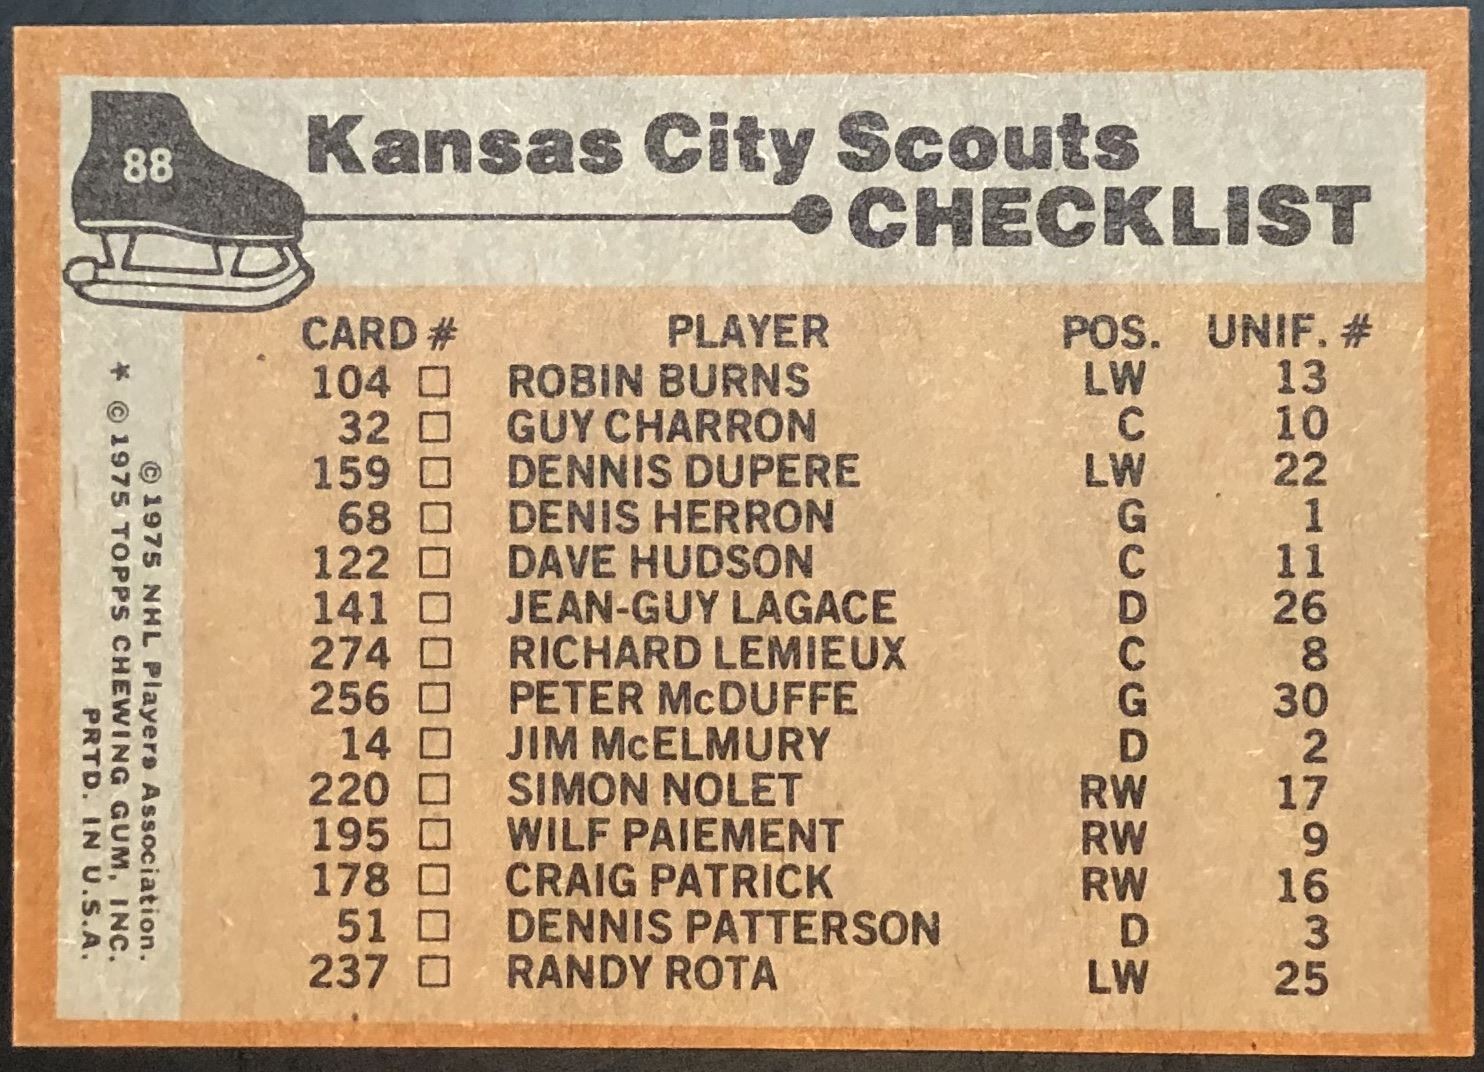 88
Kansas City Scouts
CHECKLIST
CARD # PLAYER POS. UNIF. #
104 □ ROBIN BURNS LW 13
32 □ GUY CHARRON C 10
159 □ DENNIS DUPERE LW 22
68 □ DENIS HERRON G 1
122 □ DAVE HUDSON C 11
141 □ JEAN-GUY LAGACE D 26
274 □ RICHARD LEMIEUX C 8
256 □ PETER McDUFFE G 30
14 □ JIM McELMURY D 2
220 □ SIMON NOLET RW 17
195 □ WILF PAIEMENT RW 9
178 □ CRAIG PATRICK RW 16
51 □ DENNIS PATTERSON D 3
237 □ RANDY ROTA LW 25
© 1975 NHL Players Association.
* © 1975 TOPPS CHEWING GUM, INC.
PRTD. IN U.S.A.